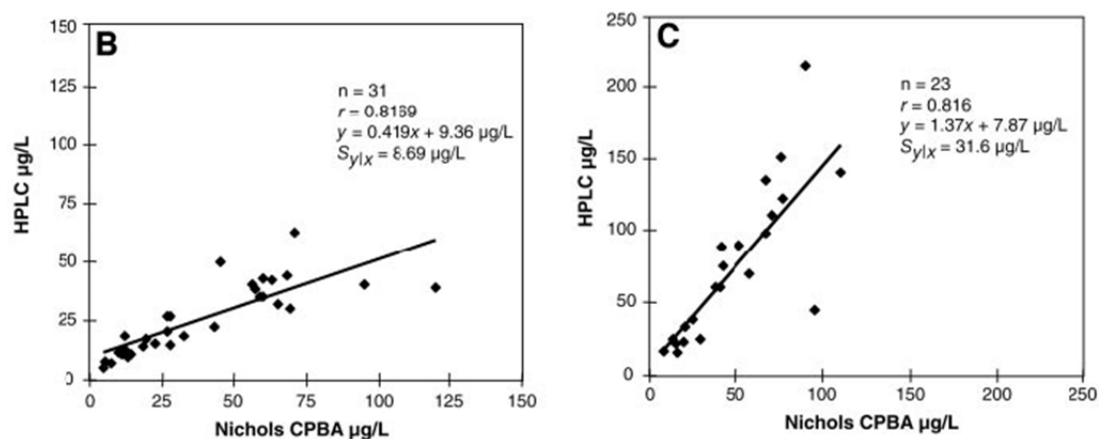 B
150
125
100
75
50
25
0
0 25 50 75 100 125 150
HPLC µg/L
Nichols CPBA µg/L
n = 31
r = 0.8169
y = 0.419x + 9.36 µg/L
Sy|x = 8.69 µg/L
C
250
200
150
100
50
0
0 50 100 150 200 250
HPLC µg/L
Nichols CPBA µg/L
n = 23
r = 0.816
y = 1.37x + 7.87 µg/L
Sy|x = 31.6 µg/L